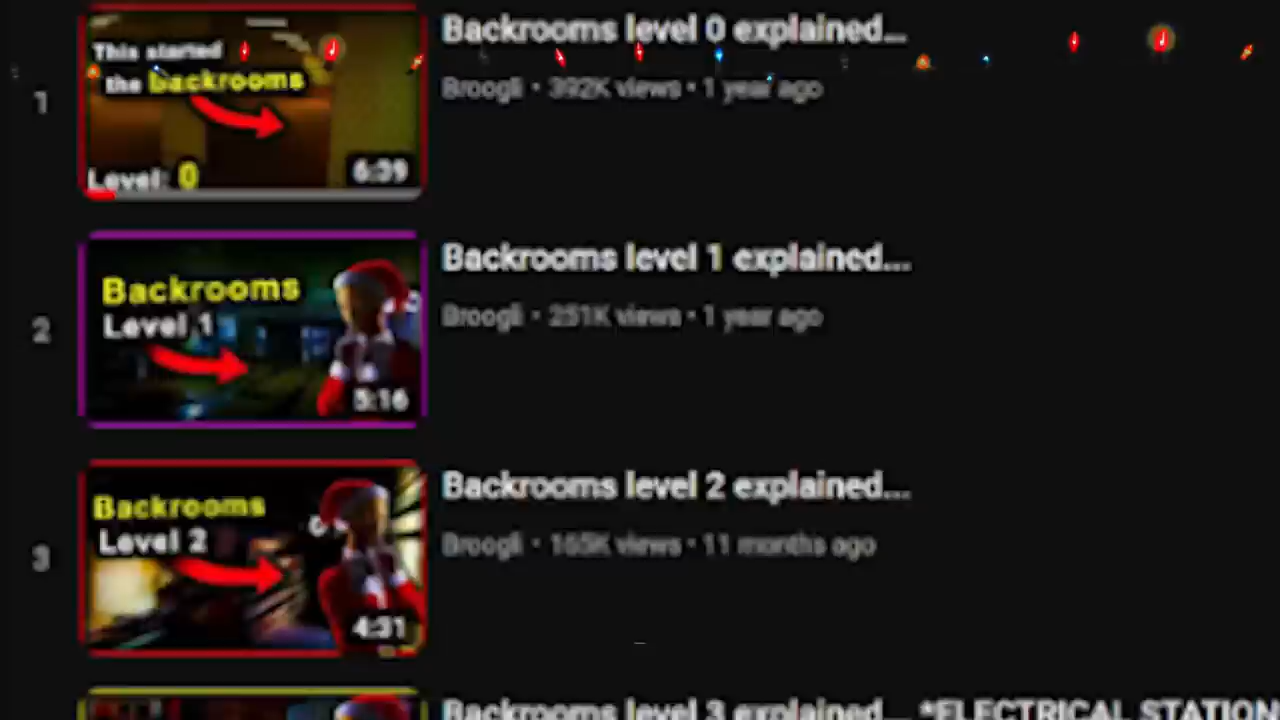 This started
the backrooms
Level: 0
6:39
1
Backrooms level 0 explained...
Broogli • 392K views • 1 year ago
Backrooms
Level 1
5:16
2
Backrooms level 1 explained...
Broogli • 251K views • 1 year ago
Backrooms
Level 2
4:31
3
Backrooms level 2 explained...
Broogli • 165K views • 11 months ago
Backrooms level 3 explained... *ELECTRICAL STATION